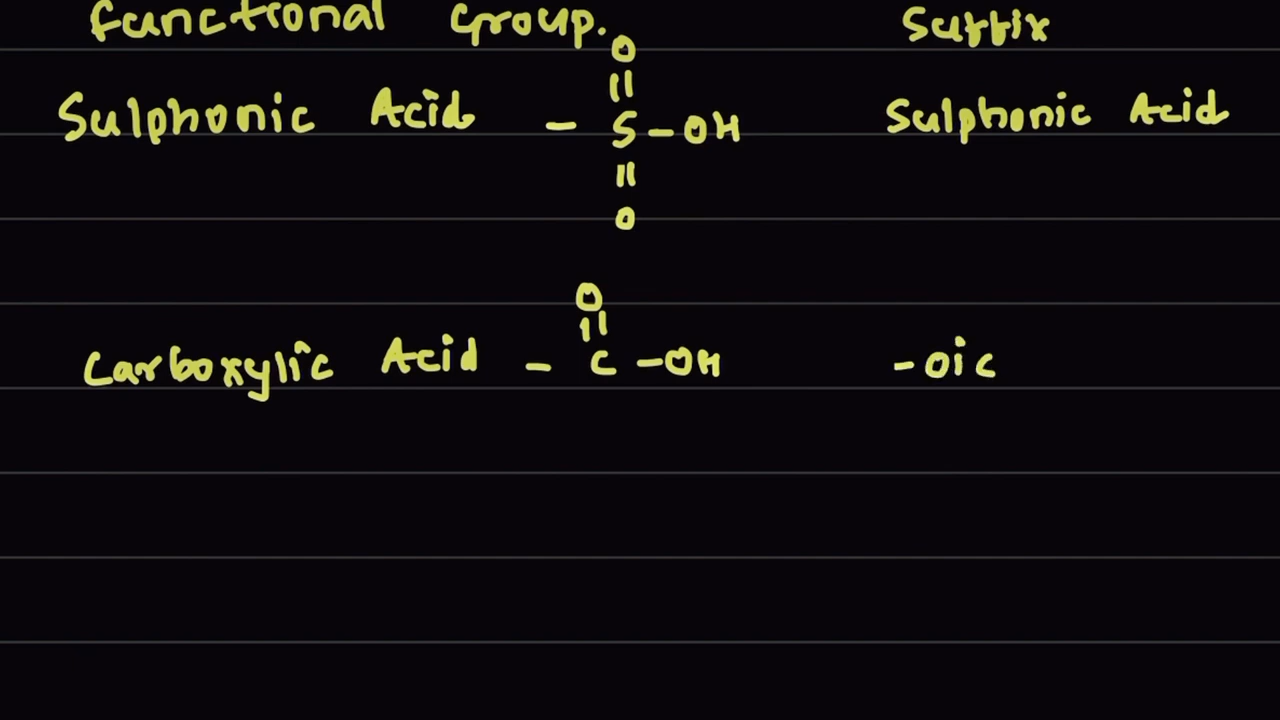 Functional Group. Suffix
O
||
Sulphonic Acid - S - OH Sulphonic Acid
||
O
O
||
Carboxylic Acid - C - OH -oic